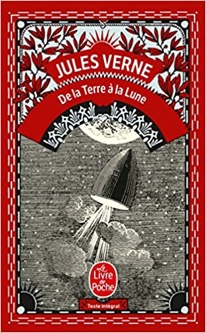 JULES VERNE
De la Terre à la Lune
Le Livre
de Poche
Texte intégral